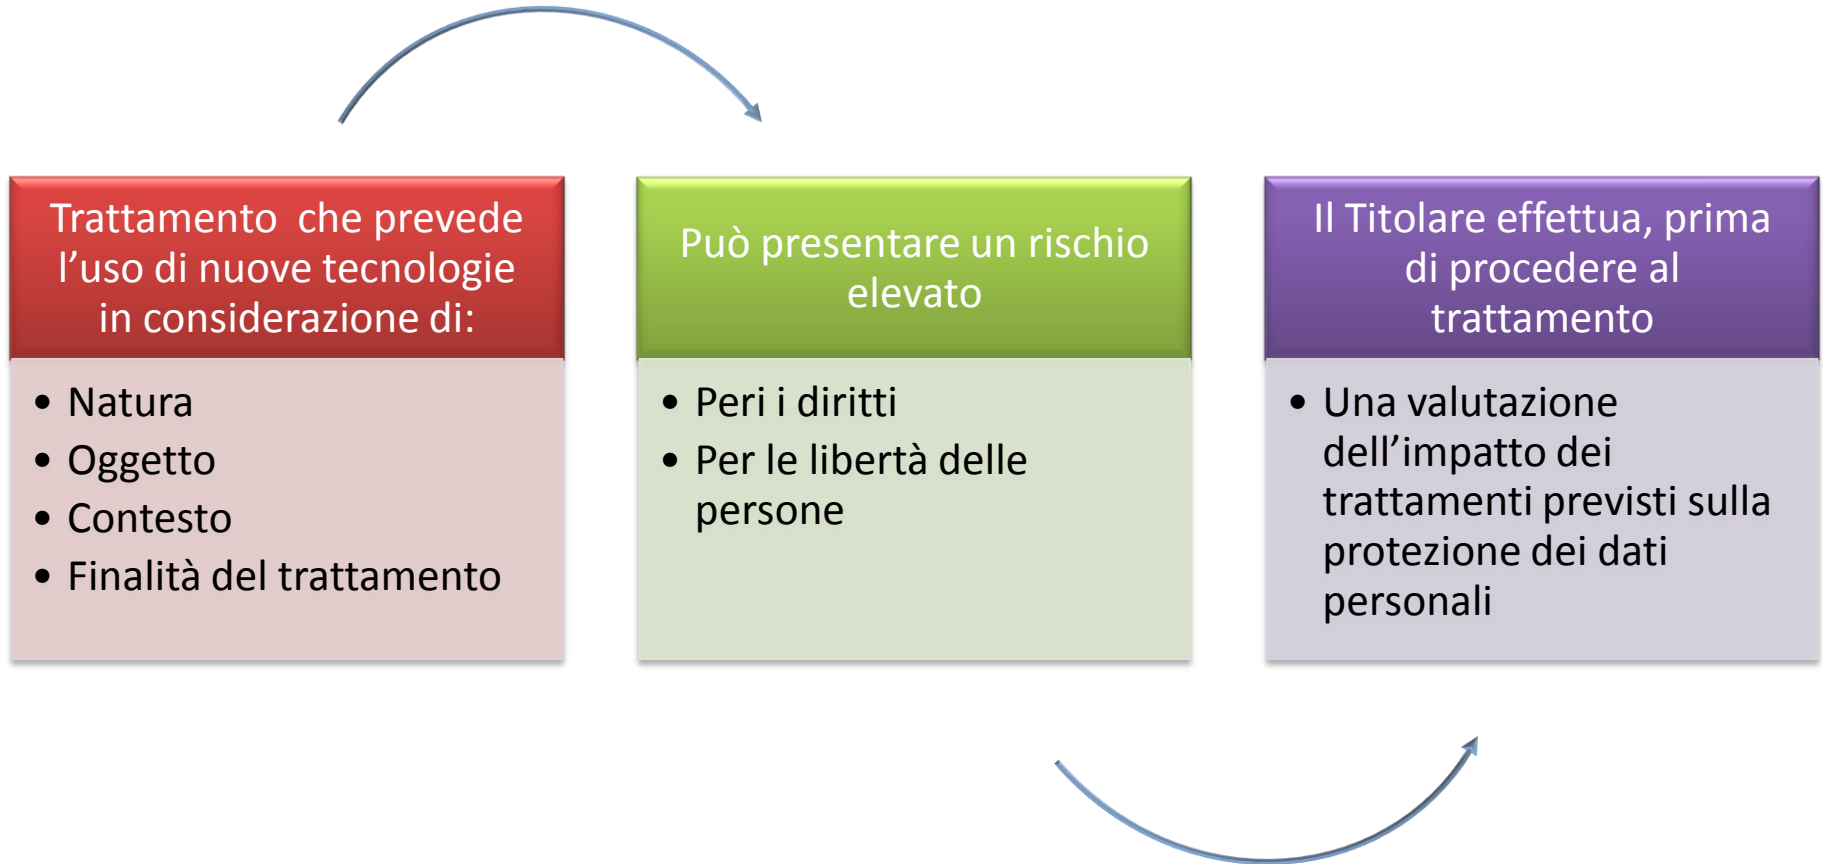 Trattamento  che prevede
l’uso di nuove tecnologie
in considerazione di:
• Natura
• Oggetto
• Contesto
• Finalità del trattamento
Può presentare un rischio
elevato
• Peri i diritti
• Per le libertà delle
persone
Il Titolare effettua, prima
di procedere al
trattamento
• Una valutazione
dell’impatto dei
trattamenti previsti sulla
protezione dei dati
personali